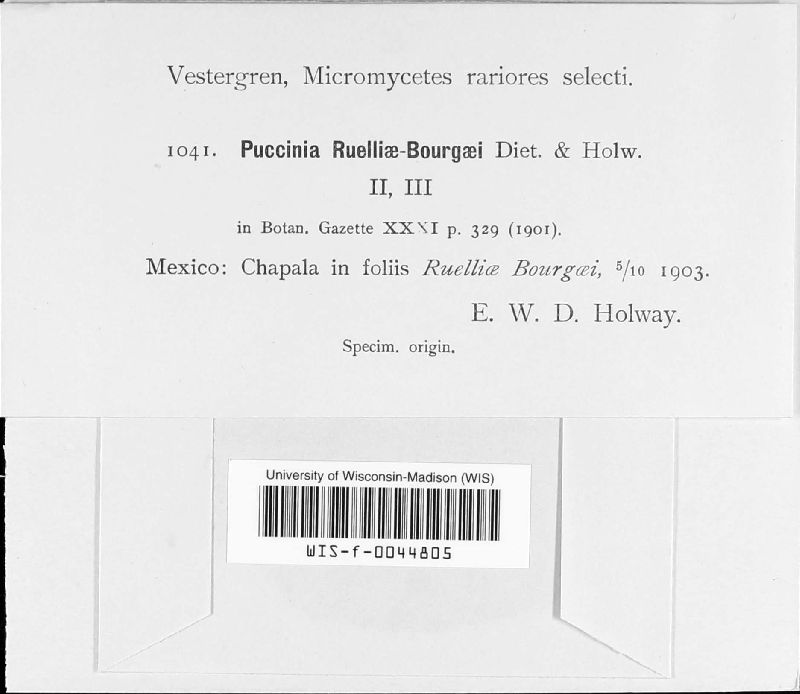 Vestergren, Micromycetes rariores selecti.
1041. Puccinia Ruelliæ-Bourgæi Diet. & Holw.
II, III
in Botan. Gazette XXXI p. 329 (1901).
Mexico: Chapala in foliis Ruelliæ Bourgæi, 5/10 1903.
E. W. D. Holway.
Specim. origin.
University of Wisconsin-Madison (WIS)
WIS-f-0044805